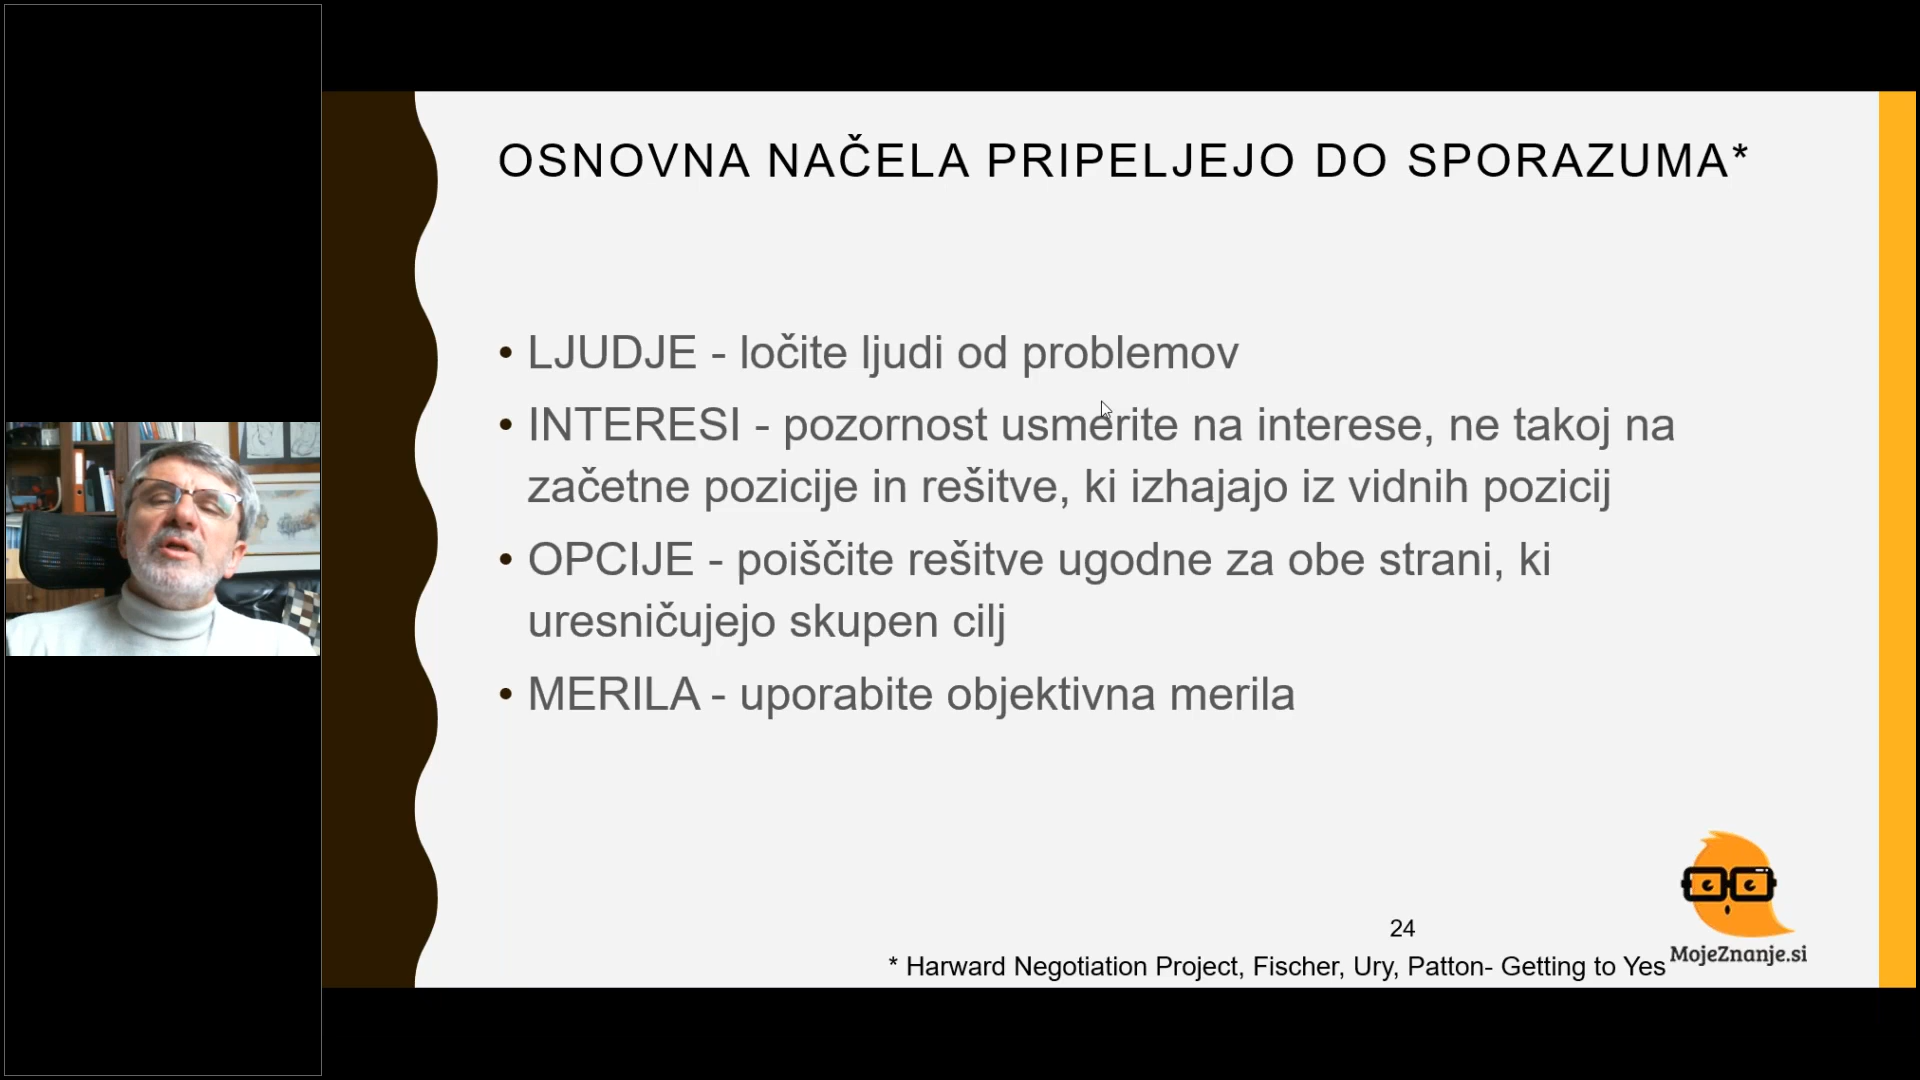 OSNOVNA NAČELA PRIPELJEJO DO SPORAZUMA*
• LJUDJE - ločite ljudi od problemov
• INTERESI - pozornost usmerite na interese, ne takoj na
začetne pozicije in rešitve, ki izhajajo iz vidnih pozicij
• OPCIJE - poiščite rešitve ugodne za obe strani, ki
uresničujejo skupen cilj
• MERILA - uporabite objektivna merila
24
* Harward Negotiation Project, Fischer, Ury, Patton- Getting to Yes
MojeZnanje.si